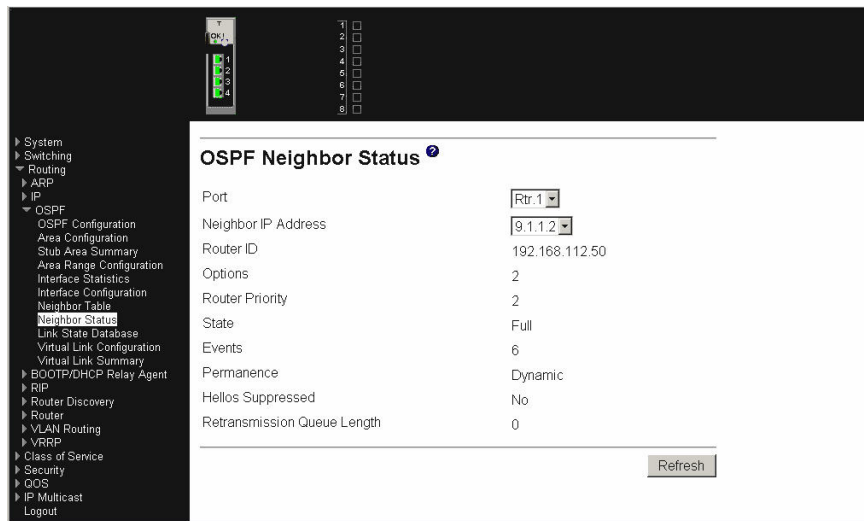 T
OK!
1
2
3
4
1
2
3
4
5
6
7
8
System
Switching
Routing
ARP
IP
OSPF
OSPF Configuration
Area Configuration
Stub Area Summary
Area Range Configuration
Interface Statistics
Interface Configuration
Neighbor Table
Neighbor Status
Link State Database
Virtual Link Configuration
Virtual Link Summary
BOOTP/DHCP Relay Agent
RIP
Router Discovery
Router
VLAN Routing
VRRP
Class of Service
Security
QOS
IP Multicast
Logout
OSPF Neighbor Status ?
Port Rtr.1
Neighbor IP Address 9.1.1.2
Router ID 192.168.112.50
Options 2
Router Priority 2
State Full
Events 6
Permanence Dynamic
Hellos Suppressed No
Retransmission Queue Length 0
Refresh